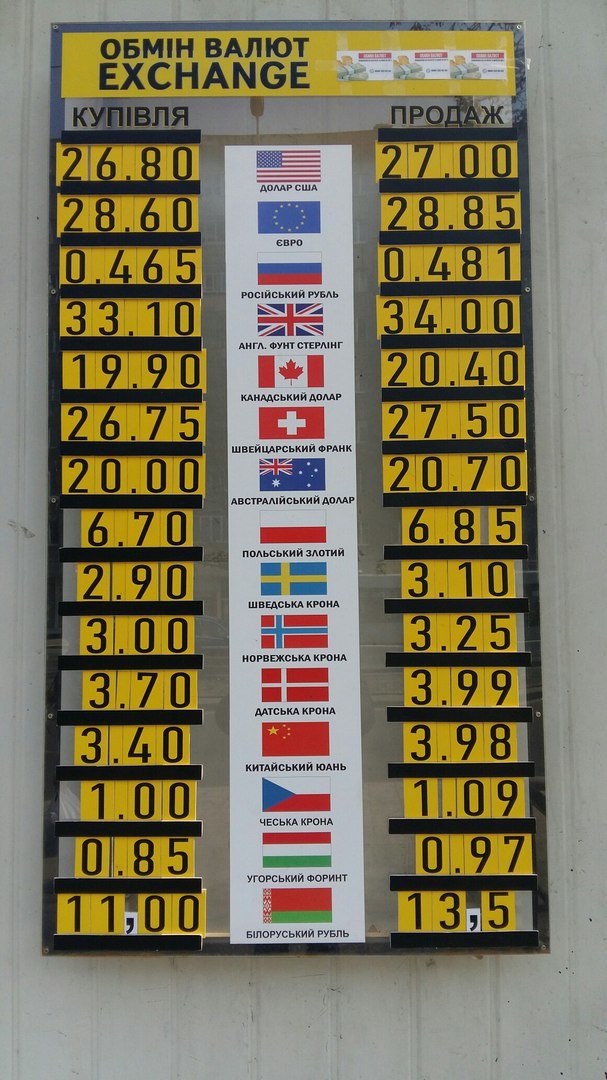 ОБМІН ВАЛЮТ
EXCHANGE
КУПІВЛЯ ПРОДАЖ
26.80 ДОЛАР США 27.00
28.60 ЄВРО 28.85
0.465 РОСІЙСЬКИЙ РУБЛЬ 0.481
33.10 АНГЛ. ФУНТ СТЕРЛІНГ 34.00
19.90 КАНАДСЬКИЙ ДОЛАР 20.40
26.75 ШВЕЙЦАРСЬКИЙ ФРАНК 27.50
20.00 АВСТРАЛІЙСЬКИЙ ДОЛАР 20.70
6.70 ПОЛЬСЬКИЙ ЗЛОТИЙ 6.85
2.90 ШВЕДСЬКА КРОНА 3.10
3.00 НОРВЕЖСЬКА КРОНА 3.25
3.70 ДАТСЬКА КРОНА 3.99
3.40 КИТАЙСЬКИЙ ЮАНЬ 3.98
1.00 ЧЕСЬКА КРОНА 1.09
0.85 УГОРСЬКИЙ ФОРИНТ 0.97
11,00 БІЛОРУСЬКИЙ РУБЛЬ 13,5